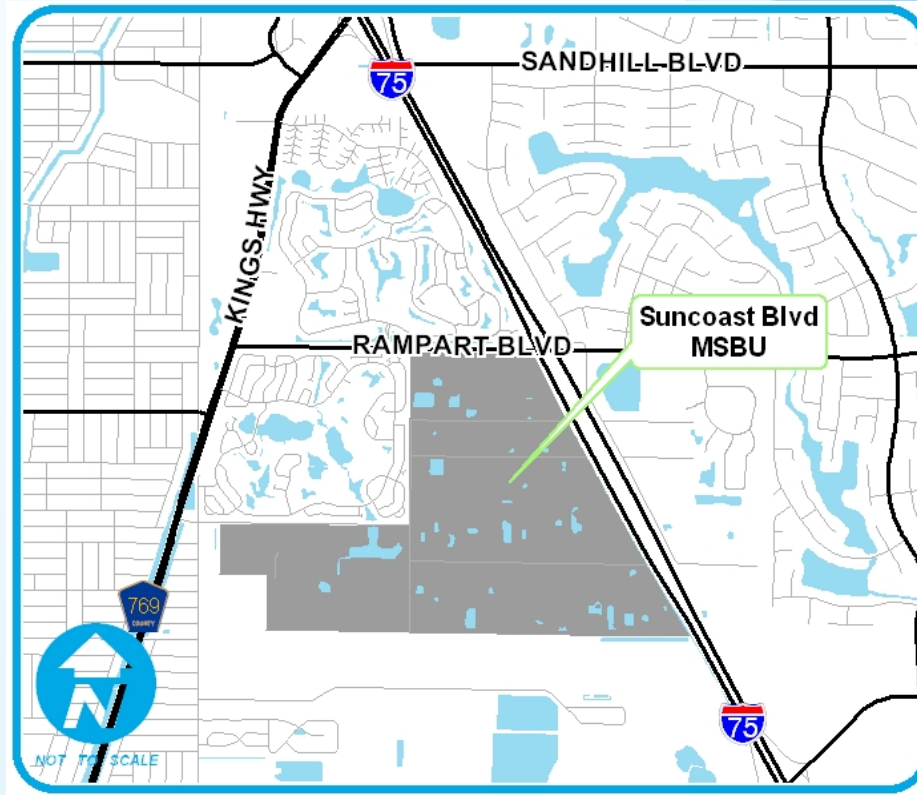 75
SANDHILL BLVD
KINGS HWY
Suncoast Blvd
MSBU
RAMPART BLVD
769
COUNTY
N
75
NOT TO SCALE